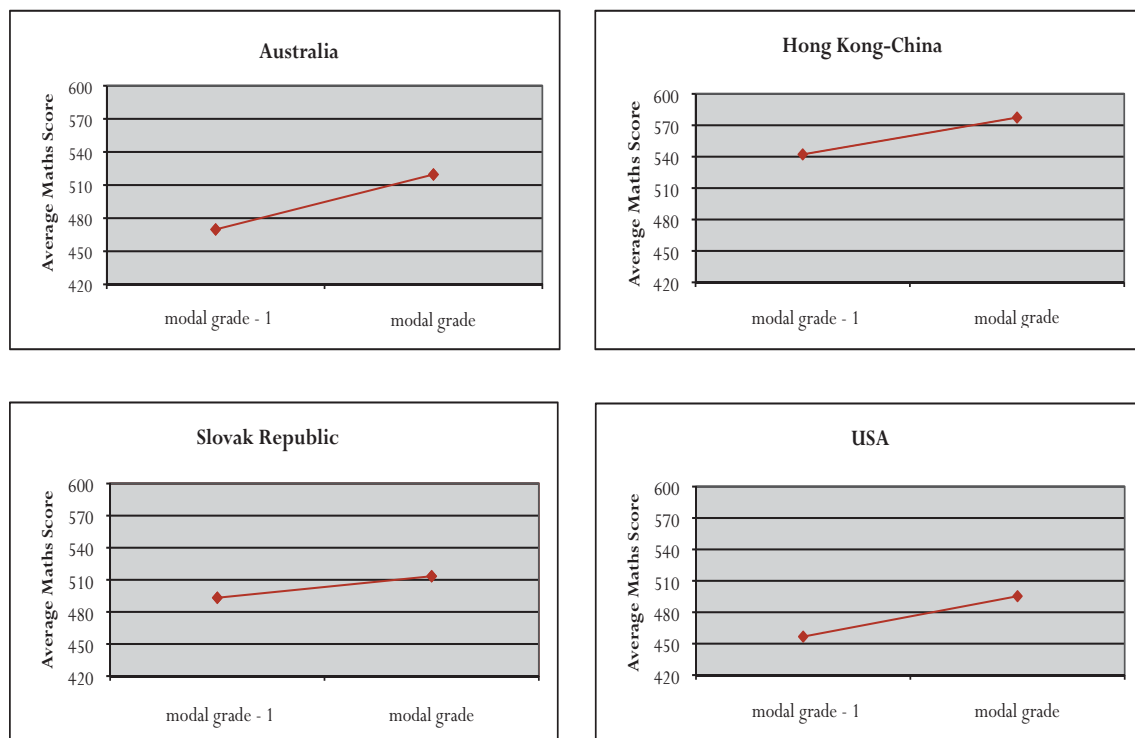 Australia
Average Maths Score
600
570
540
510
480
450
420
modal grade - 1
modal grade
Hong Kong-China
Average Maths Score
600
570
540
510
480
450
420
modal grade - 1
modal grade
Slovak Republic
Average Maths Score
600
570
540
510
480
450
420
modal grade - 1
modal grade
USA
Average Maths Score
600
570
540
510
480
450
420
modal grade - 1
modal grade